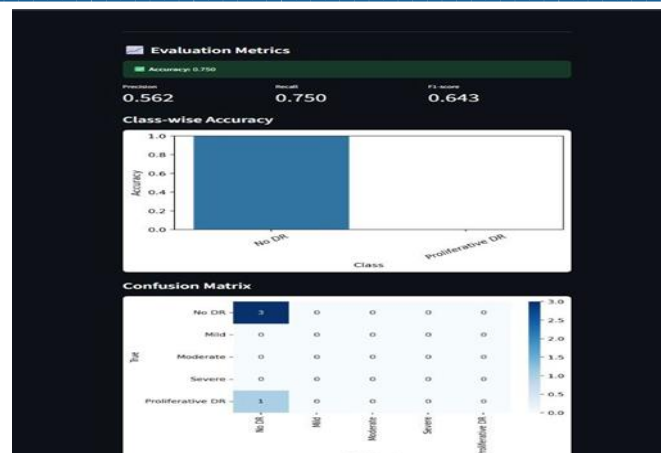 Evaluation Metrics
Accuracy: 0.750
Precision Recall F1-score
0.562 0.750 0.643
Class-wise Accuracy
1.0
0.8
0.6
0.4
0.2
0.0
Accuracy
No DR Proliferative DR
Class
Confusion Matrix
No DR 3 0 0 0 0
Mild 0 0 0 0 0
Moderate 0 0 0 0 0
Severe 0 0 0 0 0
Proliferative DR 1 0 0 0 0
True
No DR Mild Moderate Severe Proliferative DR
3.0
2.5
2.0
1.5
1.0
0.5
0.0